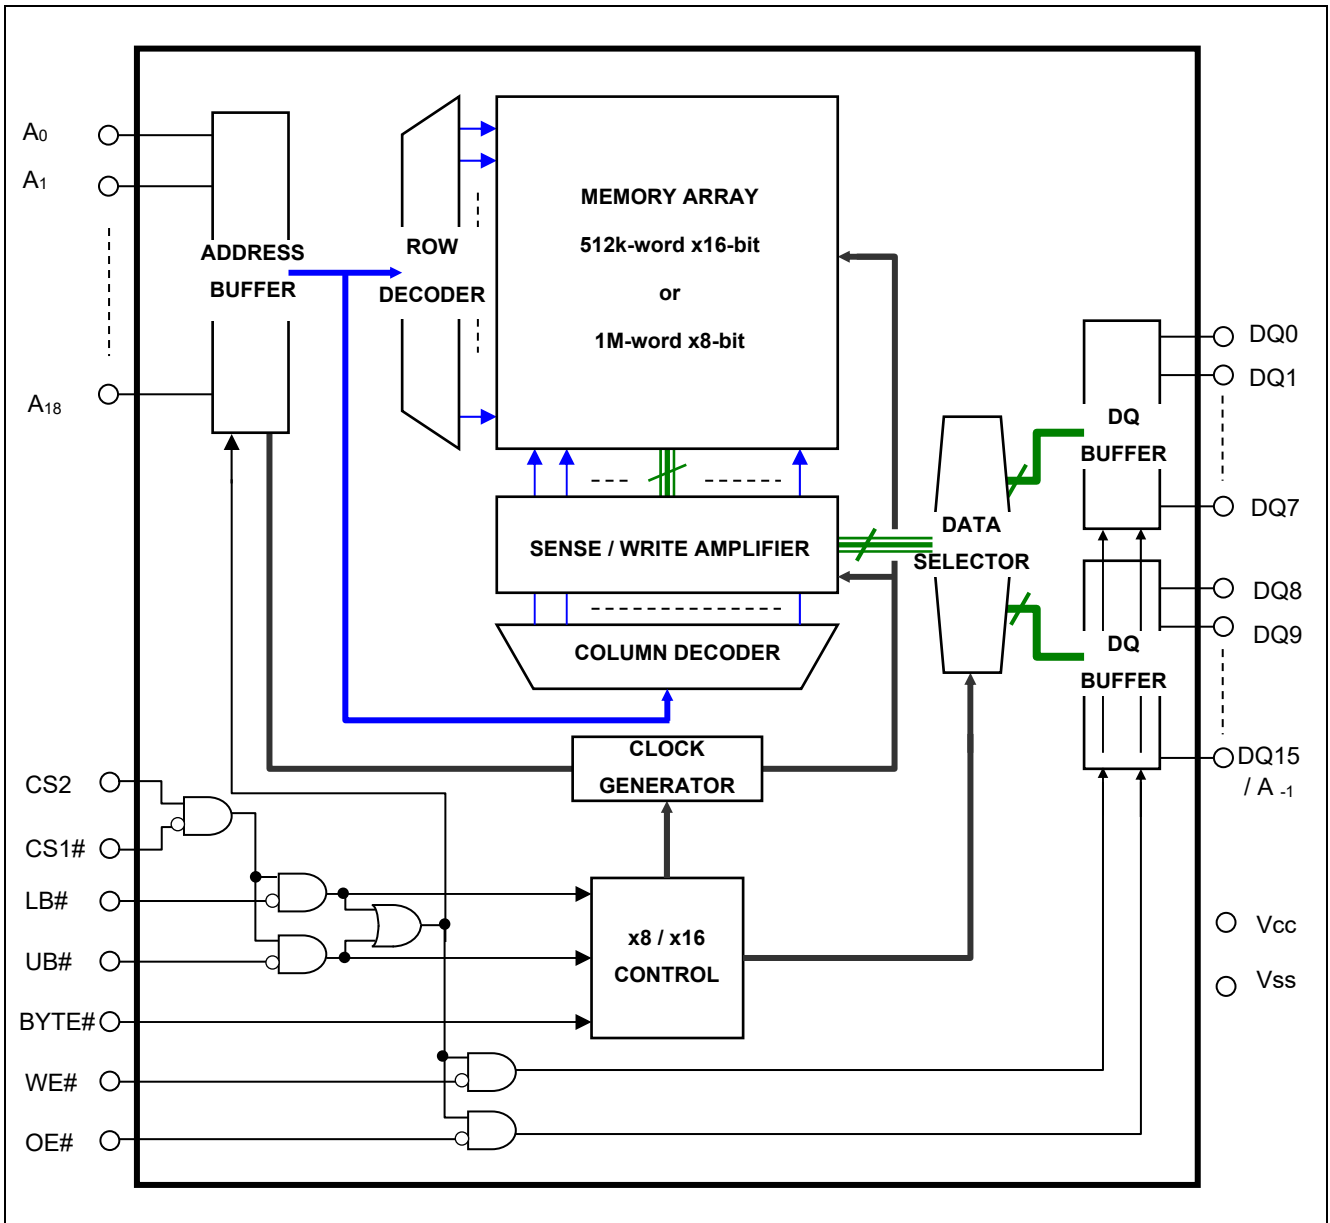 A0
A1
A18
ADDRESS
BUFFER
ROW
DECODER
MEMORY ARRAY
512k-word x16-bit
or
1M-word x8-bit
SENSE / WRITE AMPLIFIER
COLUMN DECODER
CLOCK
GENERATOR
x8 / x16
CONTROL
DATA
SELECTOR
DQ
BUFFER
DQ
BUFFER
DQ0
DQ1
DQ7
DQ8
DQ9
DQ15
/ A -1
CS2
CS1#
LB#
UB#
BYTE#
WE#
OE#
Vcc
Vss